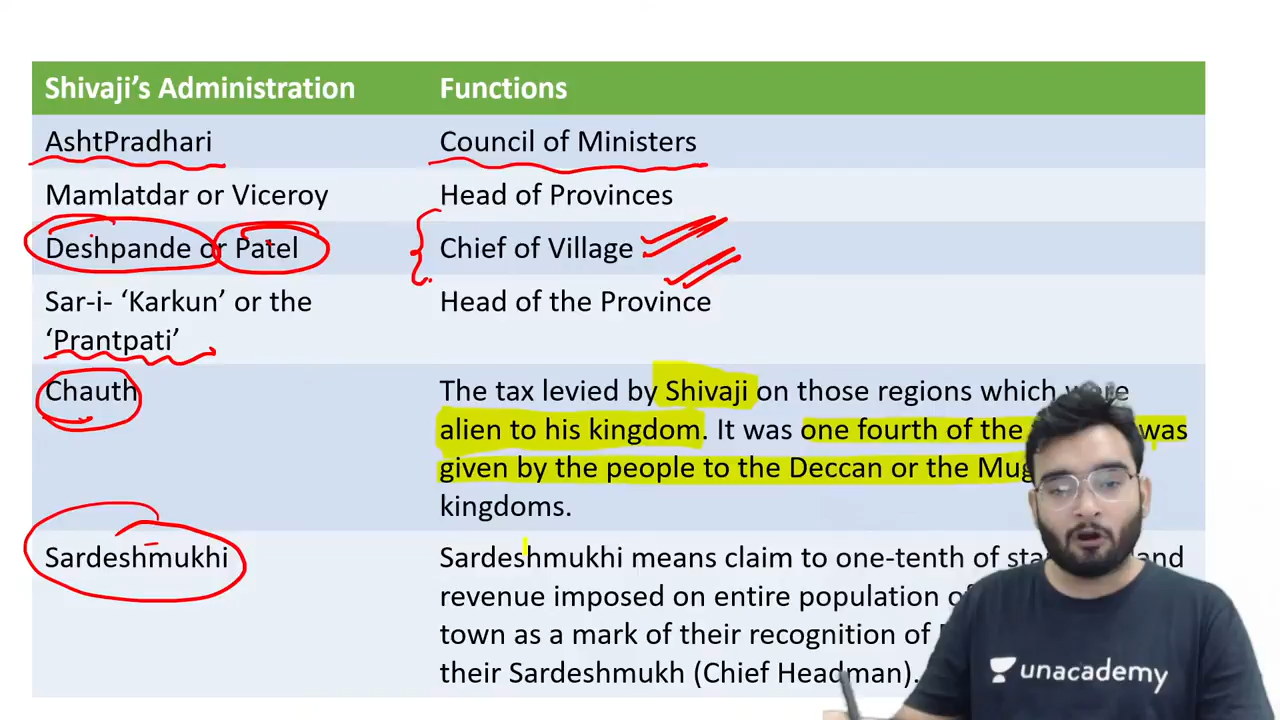 Shivaji’s Administration Functions
AshtPradhari Council of Ministers
Mamlatdar or Viceroy Head of Provinces
Deshpande or Patel Chief of Village
Sar-i- ‘Karkun’ or the Head of the Province
‘Prantpati’
Chauth The tax levied by Shivaji on those regions which were
alien to his kingdom. It was one fourth of the was
given by the people to the Deccan or the
kingdoms.
Sardeshmukhi Sardeshmukhi means claim to one-tenth of
revenue imposed on entire population
town as a mark of their recognition of
their Sardeshmukh (Chief Headman).
unacademy